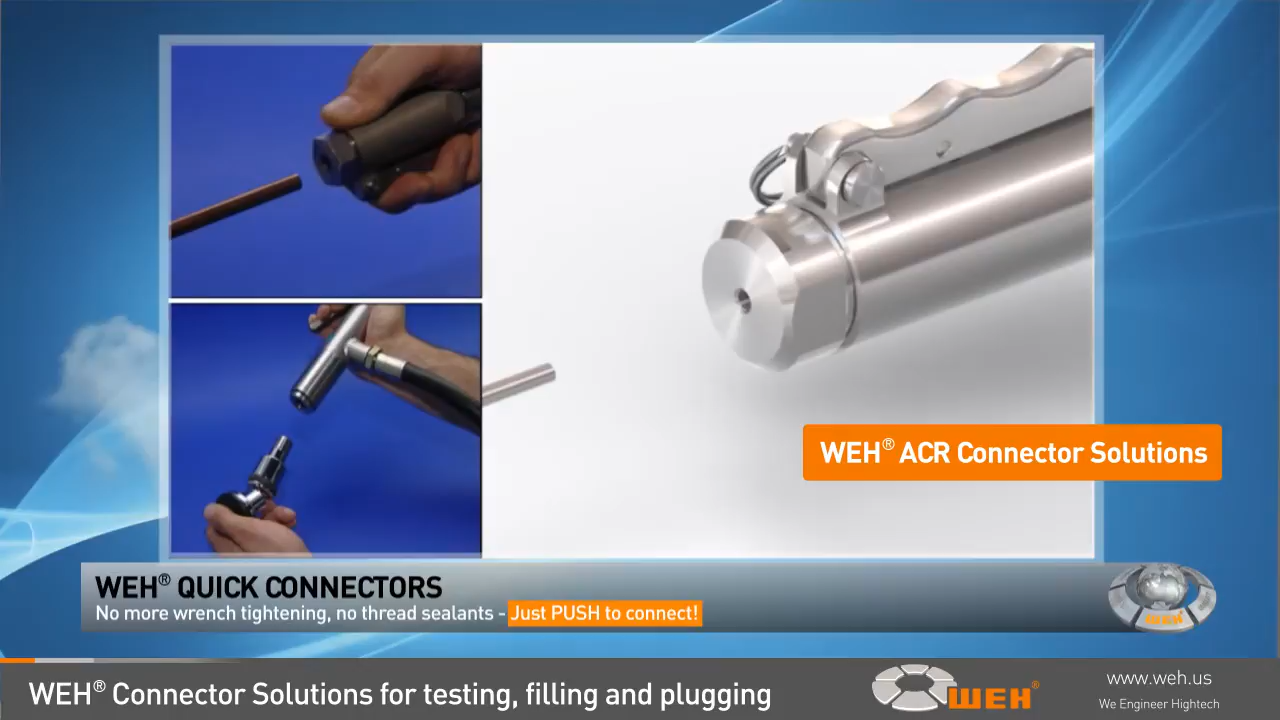 WEH® ACR Connector Solutions
WEH® QUICK CONNECTORS
No more wrench tightening, no thread sealants - Just PUSH to connect!
WEH
WEH® Connector Solutions for testing, filling and plugging
WEH®
www.weh.us
We Engineer Hightech